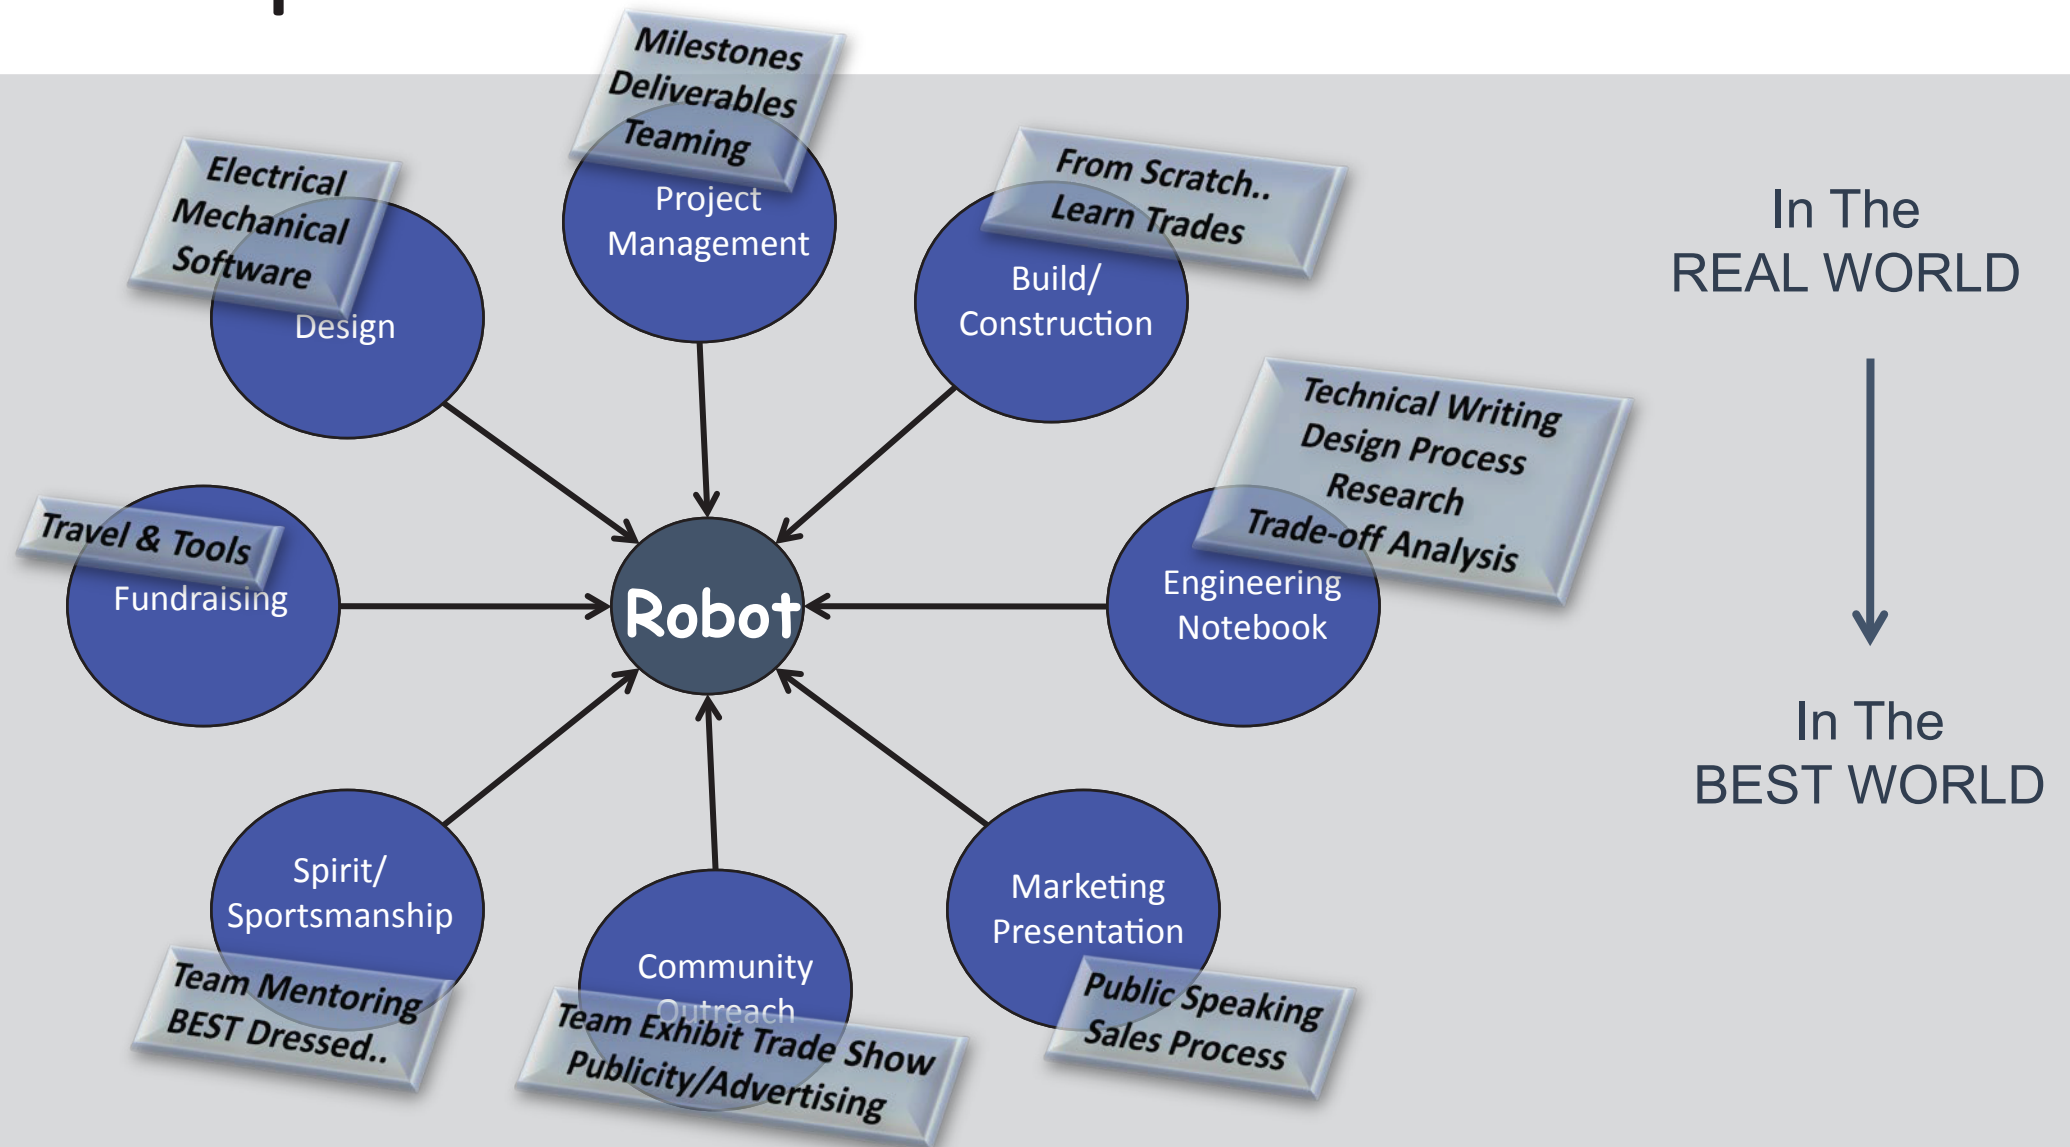 Milestones
Deliverables
Teaming
Project
Management
Electrical
Mechanical
Software
Design
From Scratch..
Learn Trades
Build/
Construction
In The
REAL WORLD
Technical Writing
Design Process
Research
Trade-off Analysis
Engineering
Notebook
Travel & Tools
Fundraising
Robot
In The
BEST WORLD
Spirit/
Sportsmanship
Team Mentoring
BEST Dressed..
Community
Outreach
Team Exhibit Trade Show
Publicity/Advertising
Marketing
Presentation
Public Speaking
Sales Process